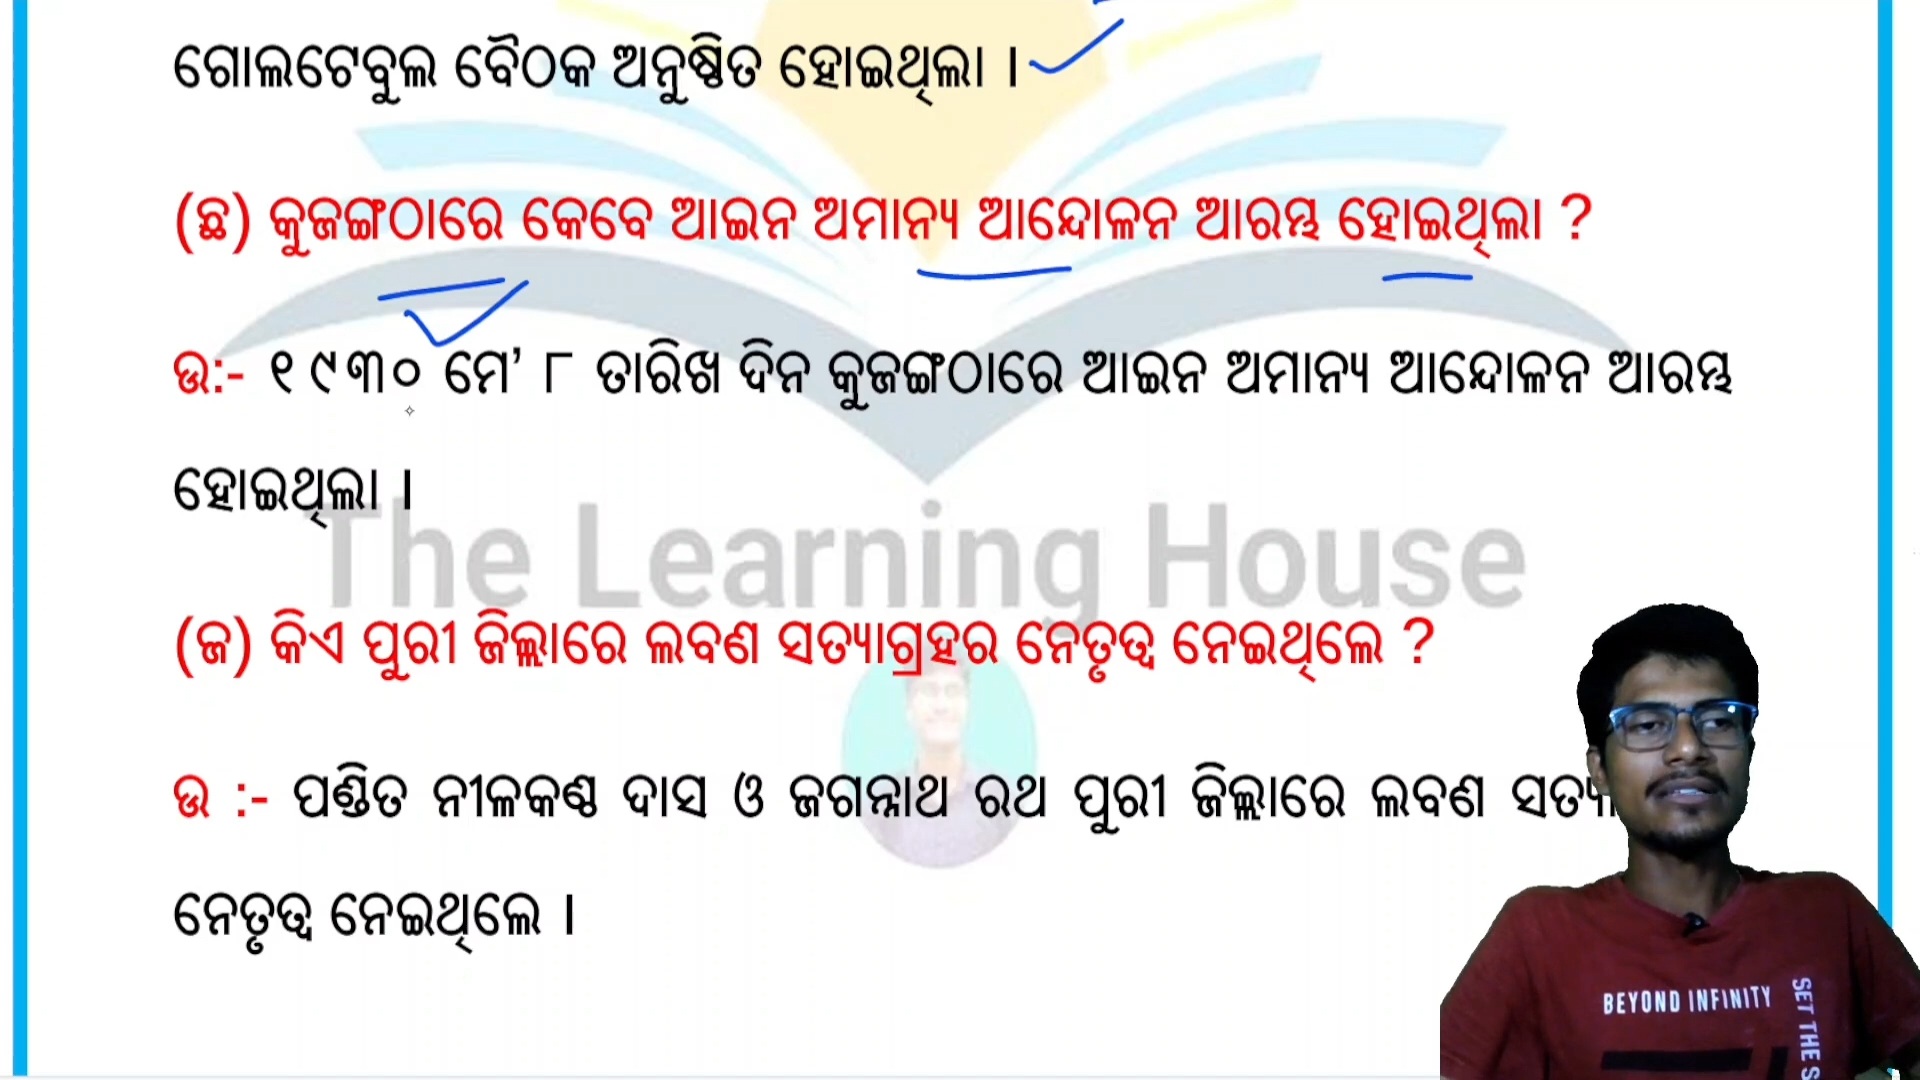 ଗୋଲଟେବୁଲ ବୈଠକ ଅନୁଷ୍ଠିତ ହୋଇଥିଲା ।
(ଛ) କୁଜଙ୍ଗଠାରେ କେବେ ଆଇନ ଅମାନ୍ୟ ଆନ୍ଦୋଳନ ଆରମ୍ଭ ହୋଇଥିଲା ?
ଉ:- ୧୯୩୦ ମେ' ୮ ତାରିଖ ଦିନ କୁଜଙ୍ଗଠାରେ ଆଇନ ଅମାନ୍ୟ ଆନ୍ଦୋଳନ ଆରମ୍ଭ
ହୋଇଥିଲା ।
The Learning House
(ଜ) କିଏ ପୁରୀ ଜିଲ୍ଲାରେ ଲବଣ ସତ୍ୟାଗ୍ରହର ନେତୃତ୍ୱ ନେଇଥିଲେ ?
ଉ :- ପଣ୍ଡିତ ନୀଳକଣ୍ଠ ଦାସ ଓ ଜଗନ୍ନାଥ ରଥ ପୁରୀ ଜିଲ୍ଲାରେ ଲବଣ
ନେତୃତ୍ୱ ନେଇଥିଲେ ।
BEYOND INFINITY
SET THE